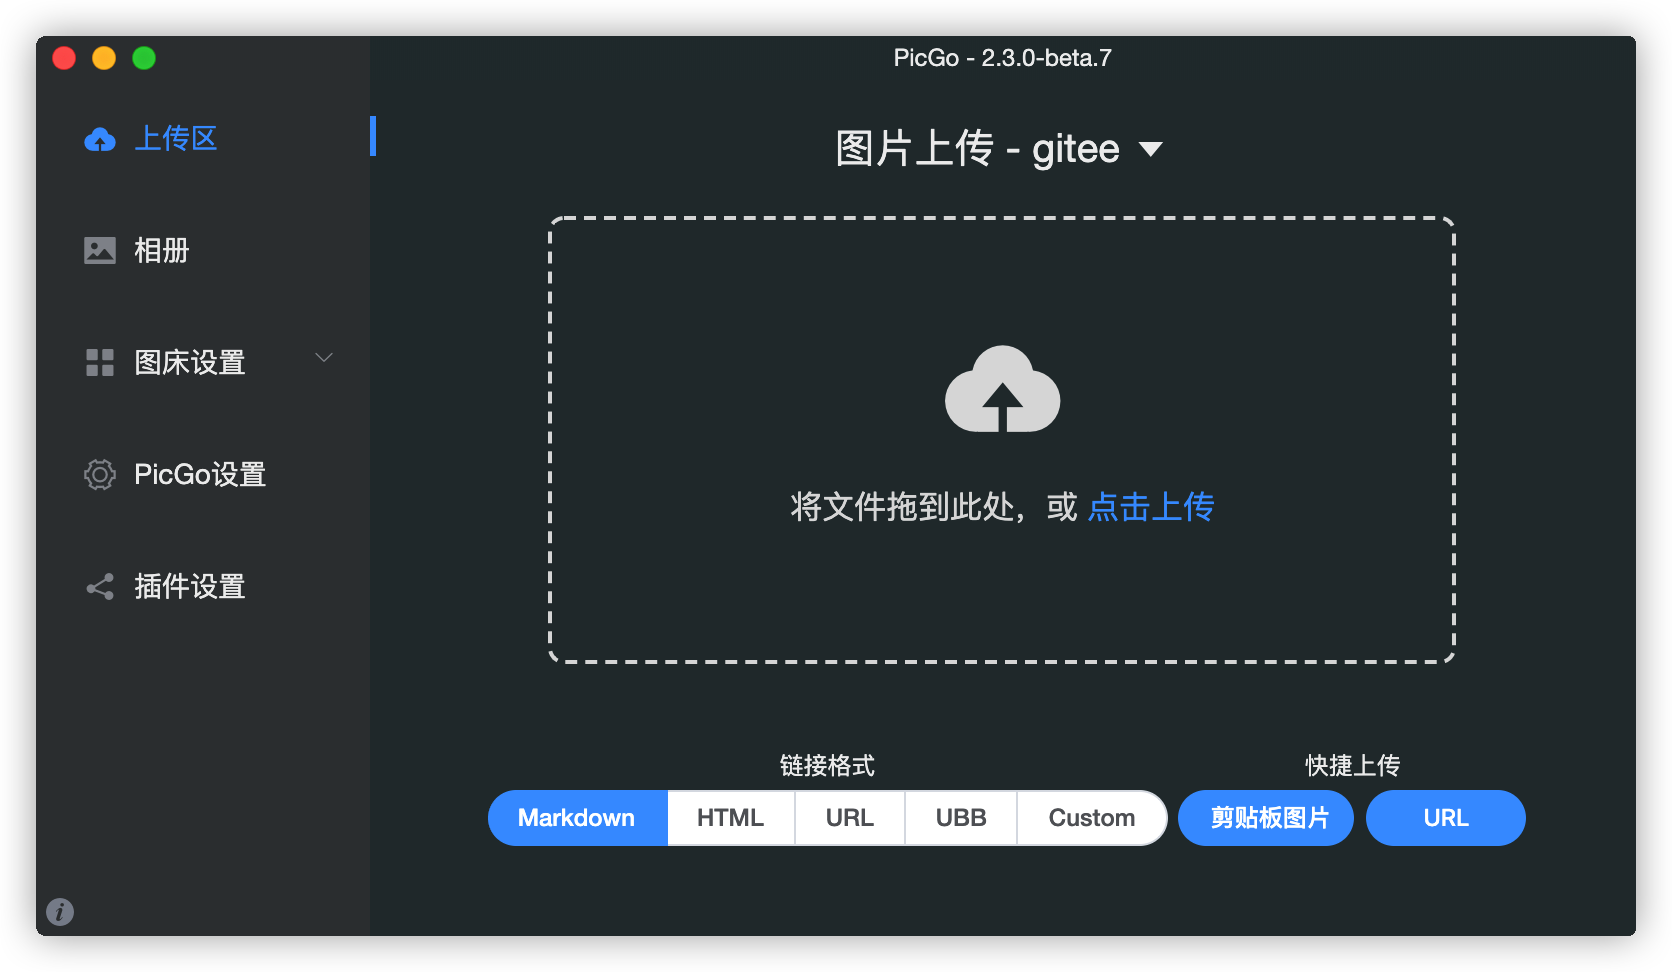 PicGo - 2.3.0-beta.7
上传区
相册
图床设置
PicGo设置
插件设置
图片上传 - gitee
将文件拖到此处，或 点击上传
链接格式
Markdown HTML URL UBB Custom
快捷上传
剪贴板图片 URL
i